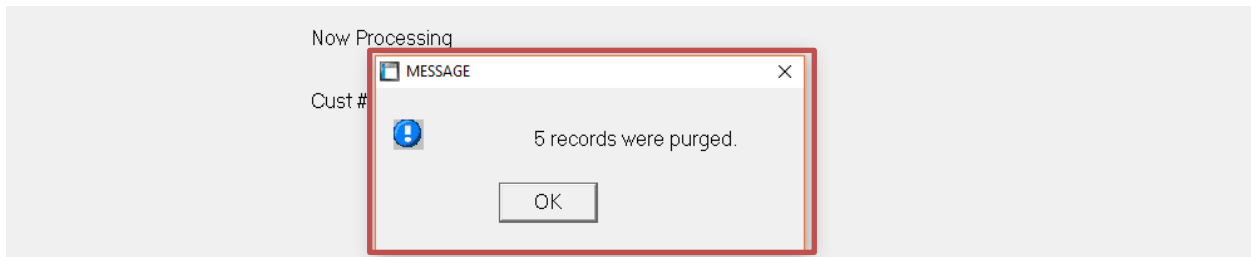 Now Processing
MESSAGE
Cust #
5 records were purged.
OK